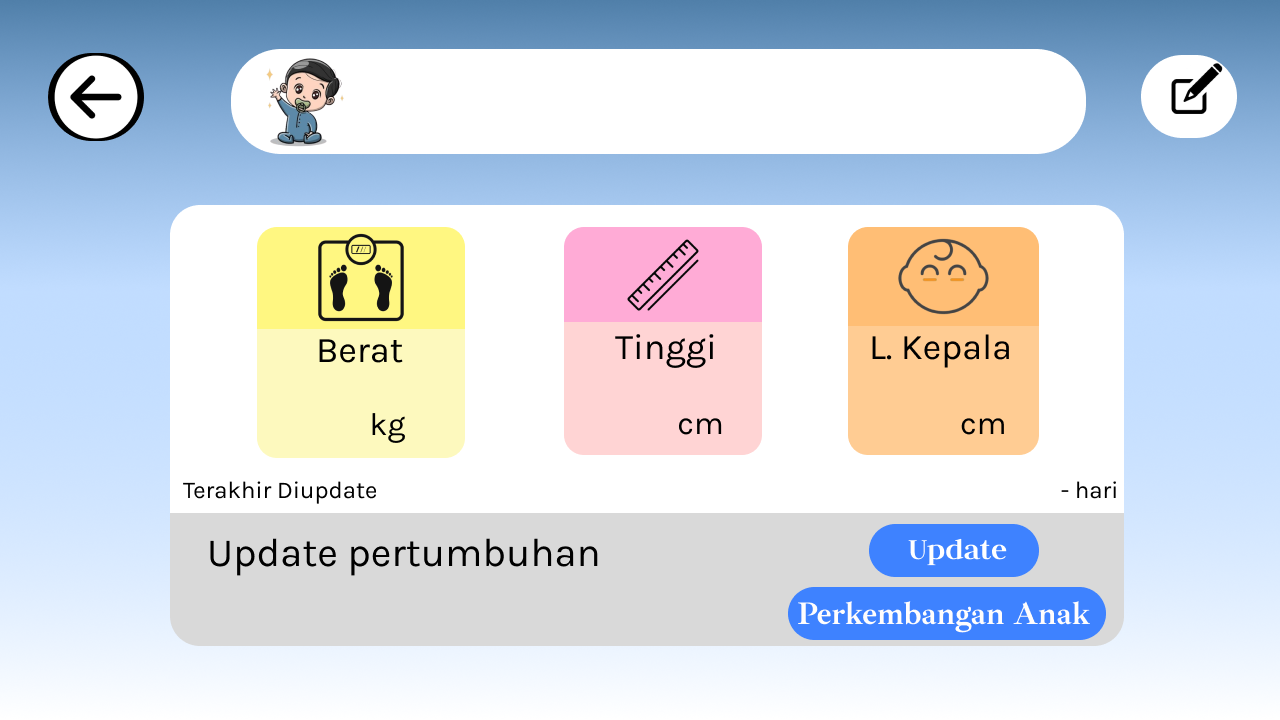 Berat
kg
Tinggi
cm
L. Kepala
cm
Terakhir Diupdate
- hari
Update pertumbuhan
Update
Perkembangan Anak